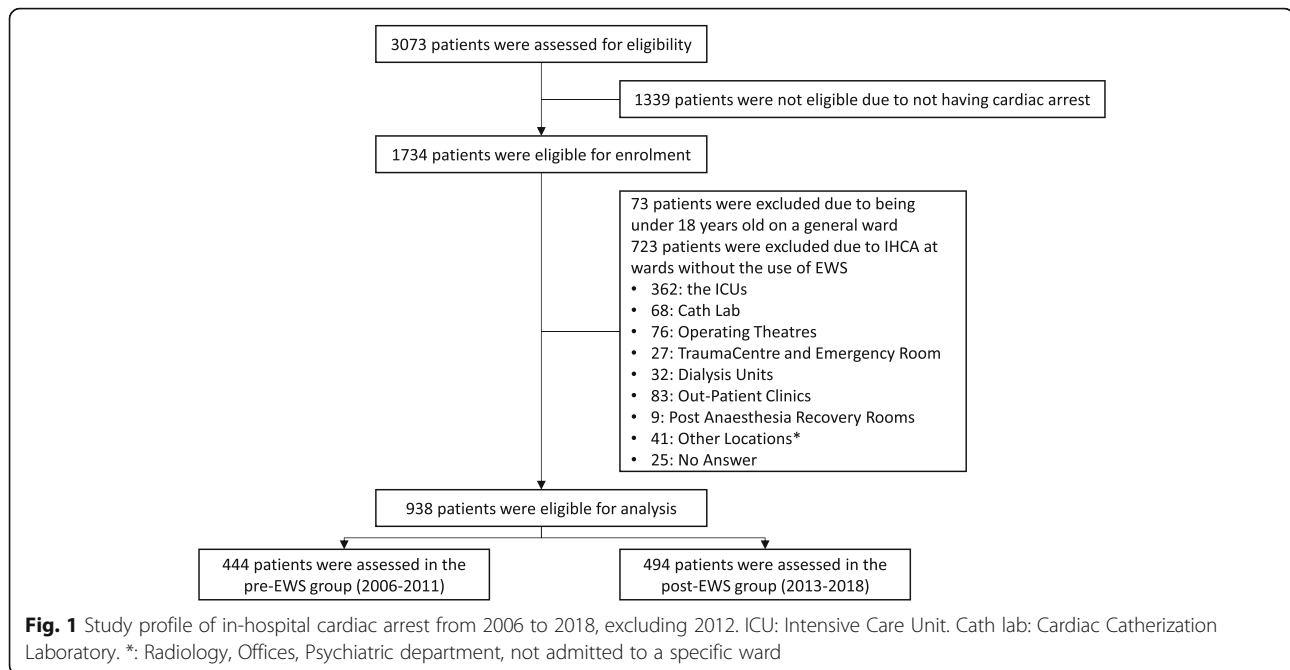 3073 patients were assessed for eligibility
1339 patients were not eligible due to not having cardiac arrest
1734 patients were eligible for enrolment
73 patients were excluded due to being
under 18 years old on a general ward
723 patients were excluded due to IHCA at
wards without the use of EWS
• 362: the ICUs
• 68: Cath Lab
• 76: Operating Theatres
• 27: TraumaCentre and Emergency Room
• 32: Dialysis Units
• 83: Out-Patient Clinics
• 9: Post Anaesthesia Recovery Rooms
• 41: Other Locations*
• 25: No Answer
938 patients were eligible for analysis
444 patients were assessed in the
pre-EWS group (2006-2011)
494 patients were assessed in the
post-EWS group (2013-2018)
Fig. 1 Study profile of in-hospital cardiac arrest from 2006 to 2018, excluding 2012. ICU: Intensive Care Unit. Cath lab: Cardiac Catherization
Laboratory. *: Radiology, Offices, Psychiatric department, not admitted to a specific ward